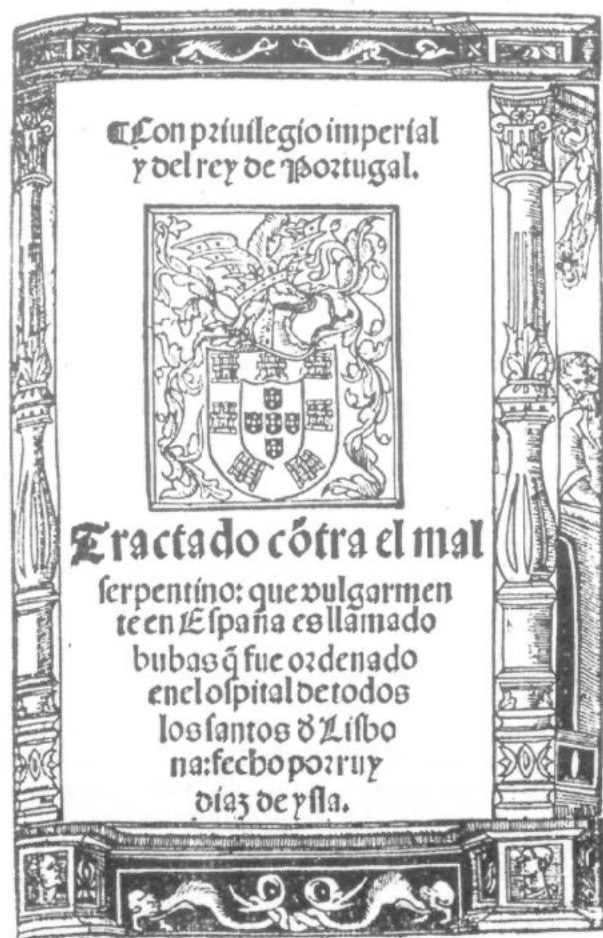 ¶Con priuilegio imperial
y del rey de Portugal.
Tractado cõtra el mal
serpentino: que vulgarmen
te en España es llamado
bubas q̃ fue ordenado
enel ospital de todos
los santos đ Lisbo
na: fecho por ruy
diaz de ysla.